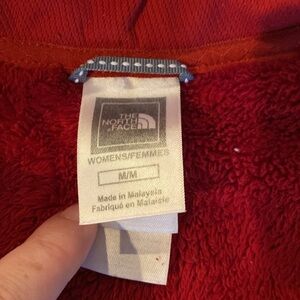 THE
NORTH
FACE
WOMENS/FEMMES
M/M
Made in Malaysia
Fabriqué en Malaisie